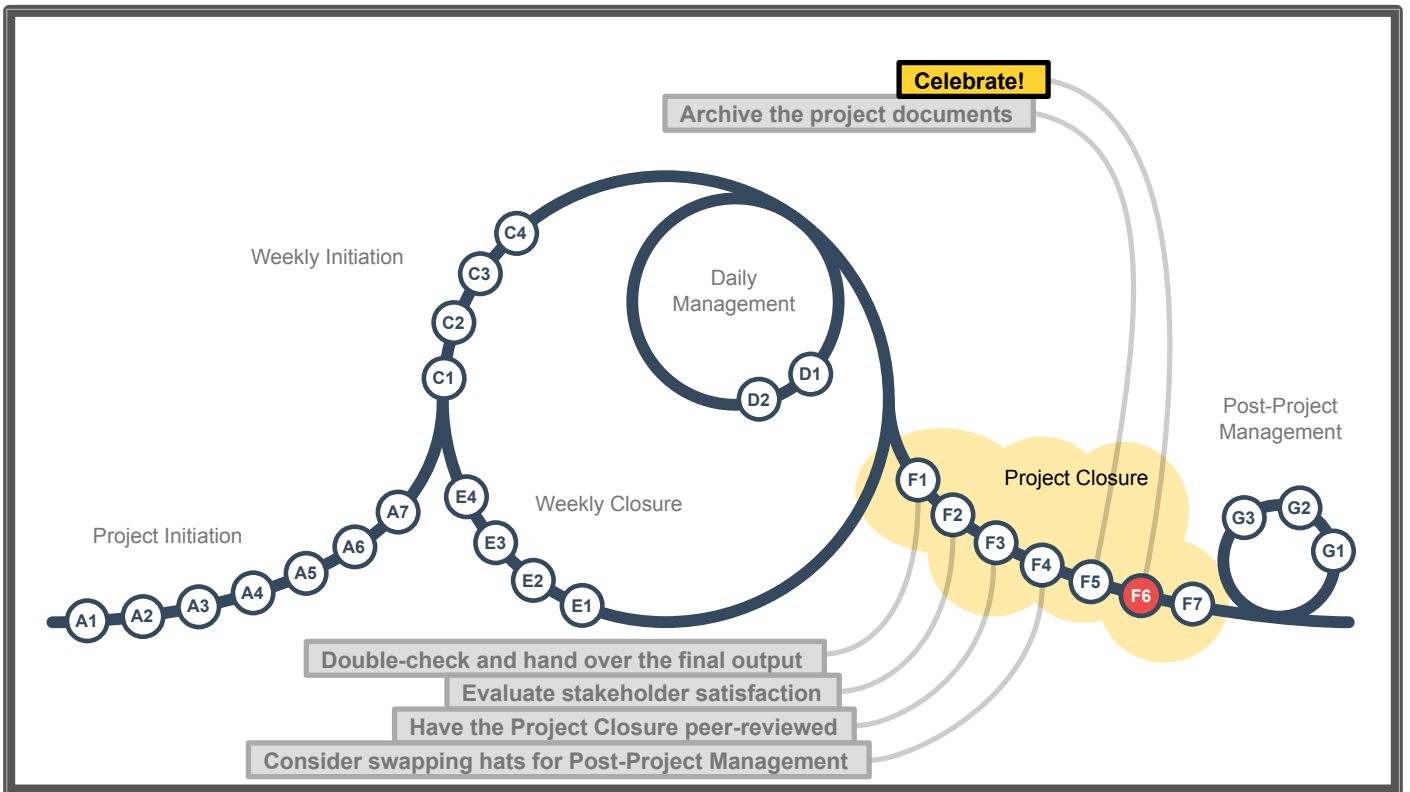 Celebrate!
Archive the project documents
Weekly Initiation
C4
C3
C2
C1
Daily
Management
D1
D2
Post-Project
Management
Project Closure
Weekly Closure
Project Initiation
A1
A2
A3
A4
A5
A6
A7
E4
E3
E2
E1
F1
F2
F3
F4
F5
F6
F7
G3
G2
G1
Double-check and hand over the final output
Evaluate stakeholder satisfaction
Have the Project Closure peer-reviewed
Consider swapping hats for Post-Project Management